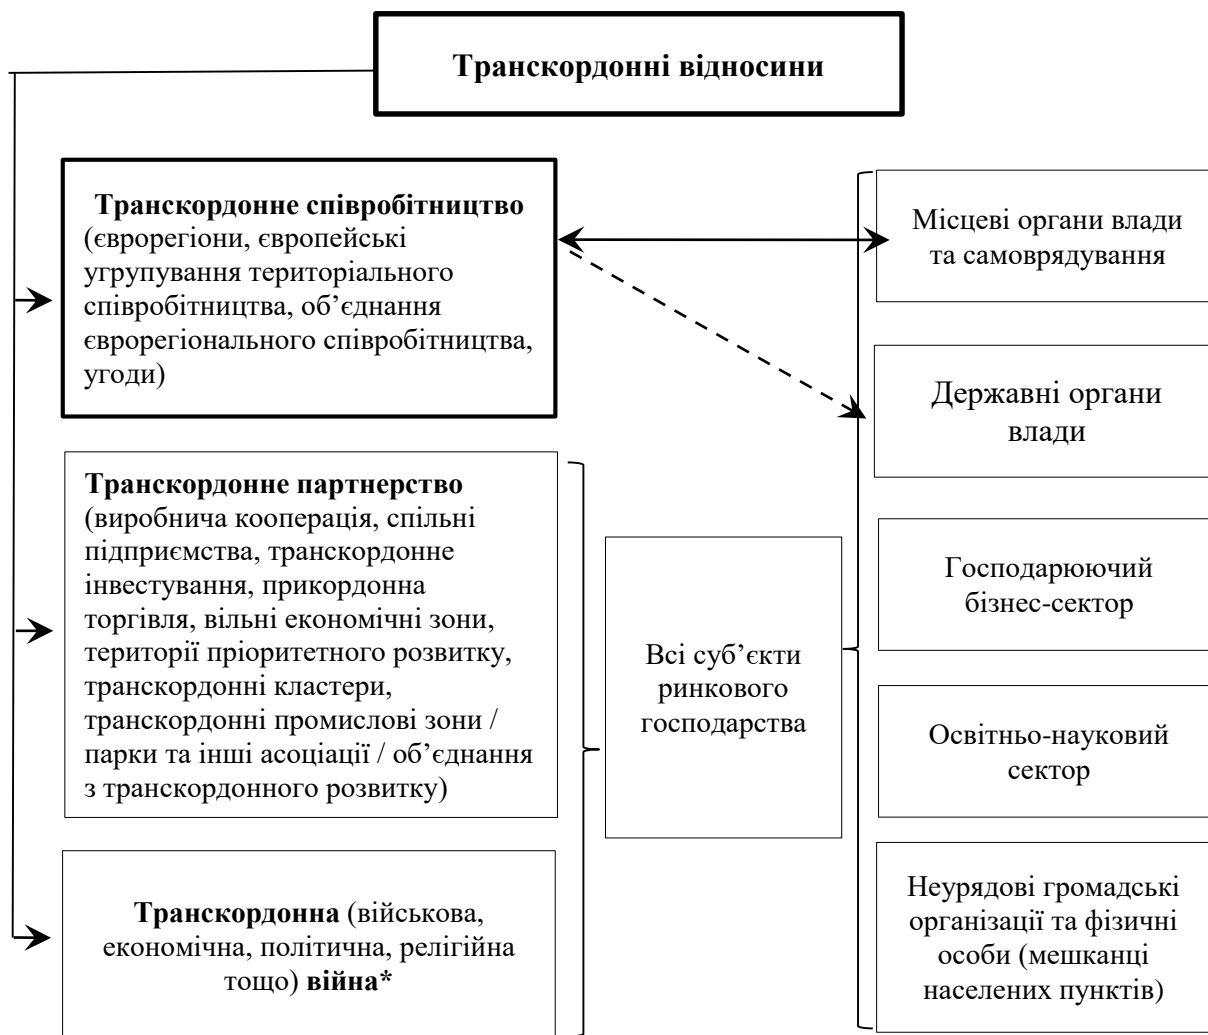 Транскордонні відносини
Транскордонне співробітництво
(єврорегіони, європейські
угрупування територіального
співробітництва, об’єднання
єврорегіонального співробітництва,
угоди)
Транскордонне партнерство
(виробнича кооперація, спільні
підприємства, транскордонне
інвестування, прикордонна
торгівля, вільні економічні зони,
території пріоритетного розвитку,
транскордонні кластери,
транскордонні промислові зони /
парки та інші асоціації / об’єднання
з транскордонного розвитку)
Транскордонна (військова,
економічна, політична, релігійна
тощо) війна*
Всі суб’єкти
ринкового
господарства
Місцеві органи влади
та самоврядування
Державні органи
влади
Господарюючий
бізнес-сектор
Освітньо-науковий
сектор
Неурядові громадські
організації та фізичні
особи (мешканці
населених пунктів)